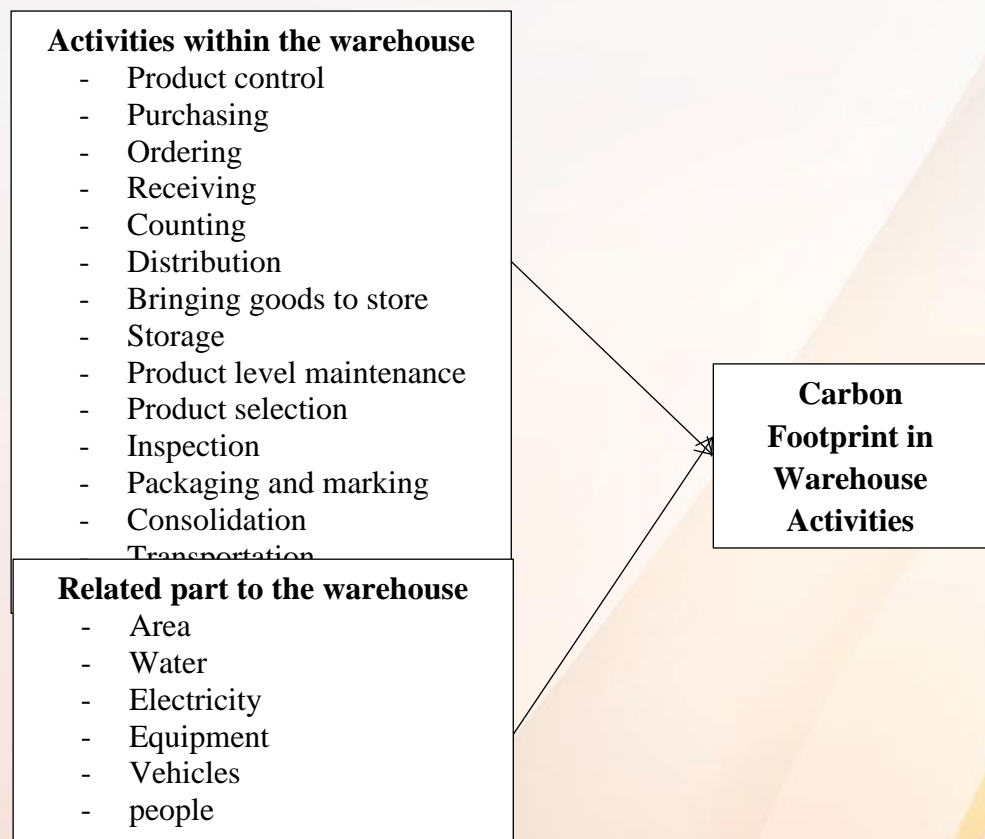 Activities within the warehouse
- Product control
- Purchasing
- Ordering
- Receiving
- Counting
- Distribution
- Bringing goods to store
- Storage
- Product level maintenance
- Product selection
- Inspection
- Packaging and marking
- Consolidation
- Transportation
Related part to the warehouse
- Area
- Water
- Electricity
- Equipment
- Vehicles
- people
Carbon
Footprint in
Warehouse
Activities